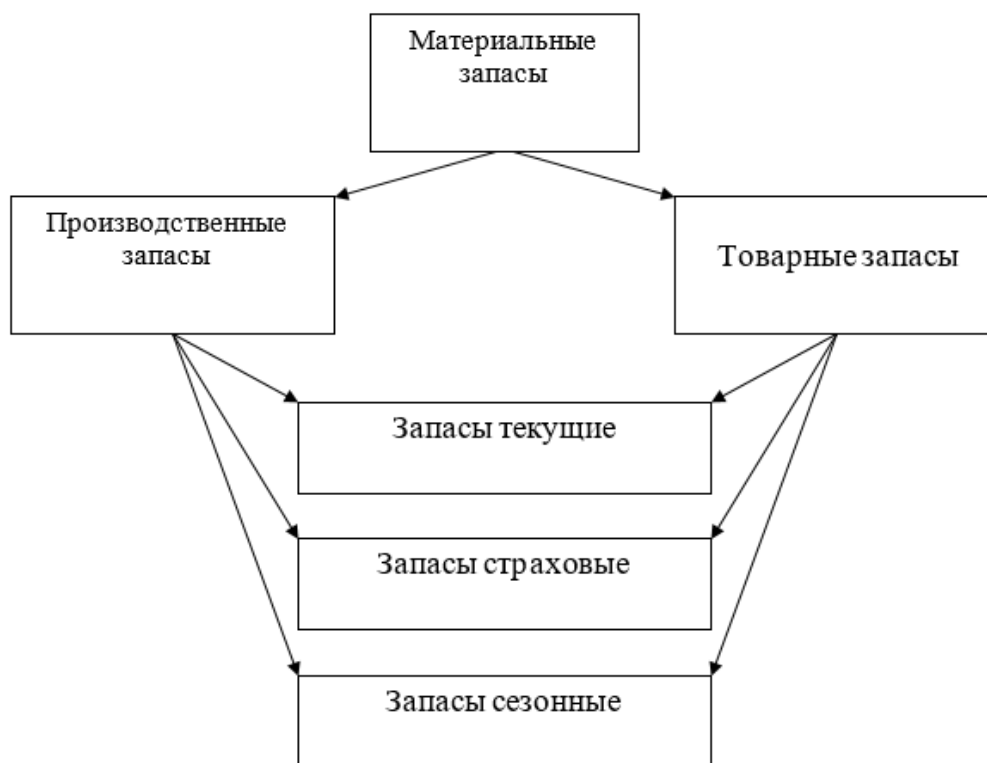 Материальные
запасы
Производственные
запасы
Товарные запасы
Запасы текущие
Запасы страховые
Запасы сезонные